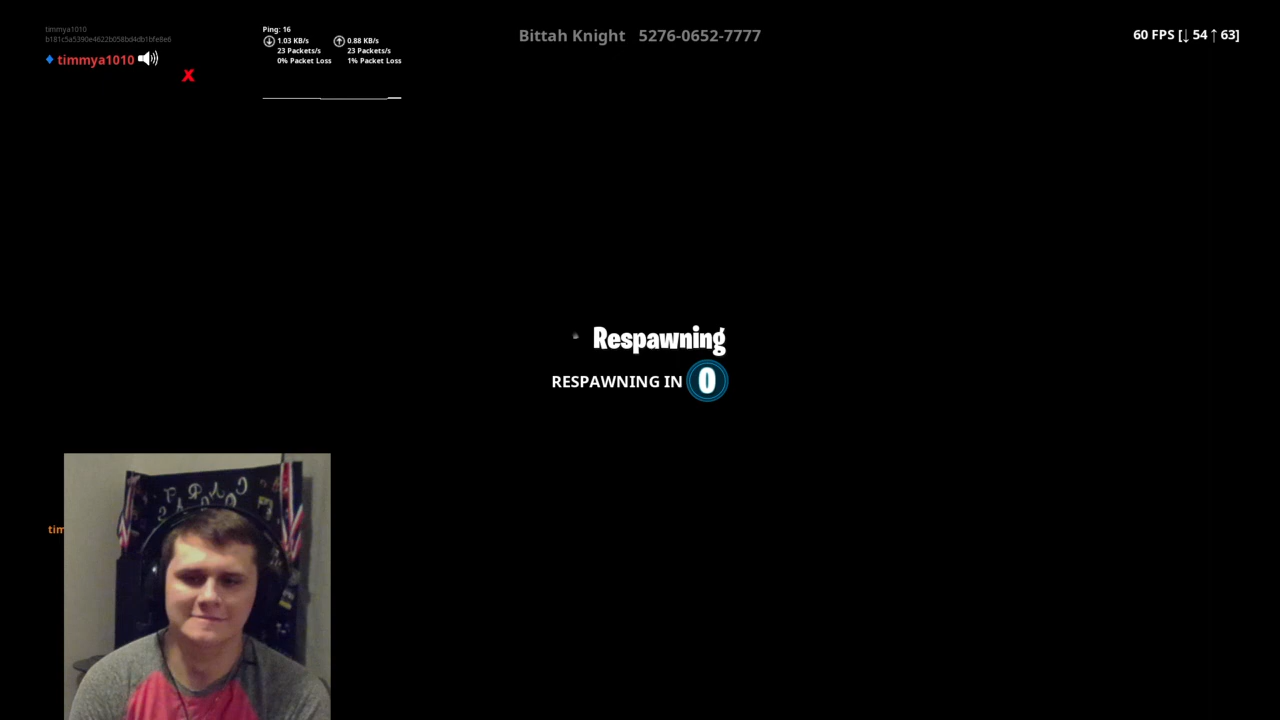 timmya1010
b181c5a5390e4622b058bd4db1bfe8e6
timmya1010
X
Ping: 16
1.03 KB/s 0.88 KB/s
23 Packets/s 23 Packets/s
0% Packet Loss 1% Packet Loss
Bittah Knight 5276-0652-7777
60 FPS [↓ 54 ↑ 63]
Respawning
RESPAWNING IN 0
tim